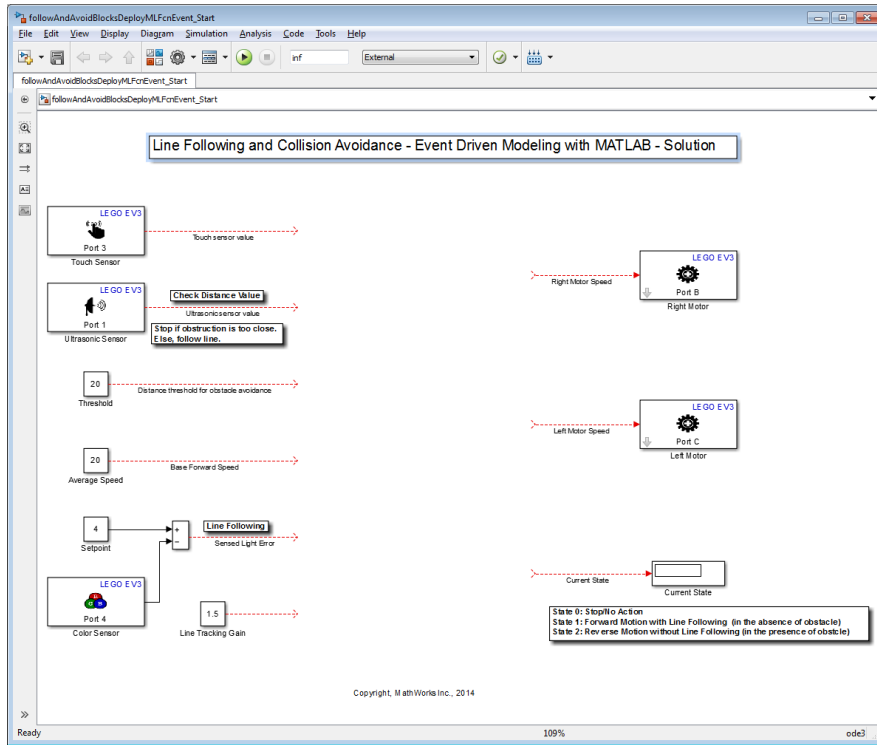 followAndAvoidBlocksDeployMLFcnEvent_Start
File Edit View Display Diagram Simulation Analysis Code Tools Help
inf
External
followAndAvoidBlocksDeployMLFcnEvent_Start
followAndAvoidBlocksDeployMLFcnEvent_Start
Line Following and Collision Avoidance - Event Driven Modeling with MATLAB - Solution
LEGO EV3
Port 3
Touch Sensor
Touch sensor value
LEGO EV3
Port 1
Ultrasonic Sensor
Check Distance Value
Ultrasonic sensor value
Stop if obstruction is too close.
Else, follow line.
20
Threshold
Distance threshold for obstacle avoidance
20
Average Speed
Base Forward Speed
4
Setpoint
Line Following
Sensed Light Error
LEGO EV3
Port 4
Color Sensor
1.5
Line Tracking Gain
Right Motor Speed
LEGO EV3
Port B
Right Motor
Left Motor Speed
LEGO EV3
Port C
Left Motor
Current State
Current State
State 0: Stop/No Action
State 1: Forward Motion with Line Following (in the absence of obstacle)
State 2: Reverse Motion without Line Following (in the presence of obstcle)
Copyright, MathWorks Inc., 2014
Ready
109%
ode3